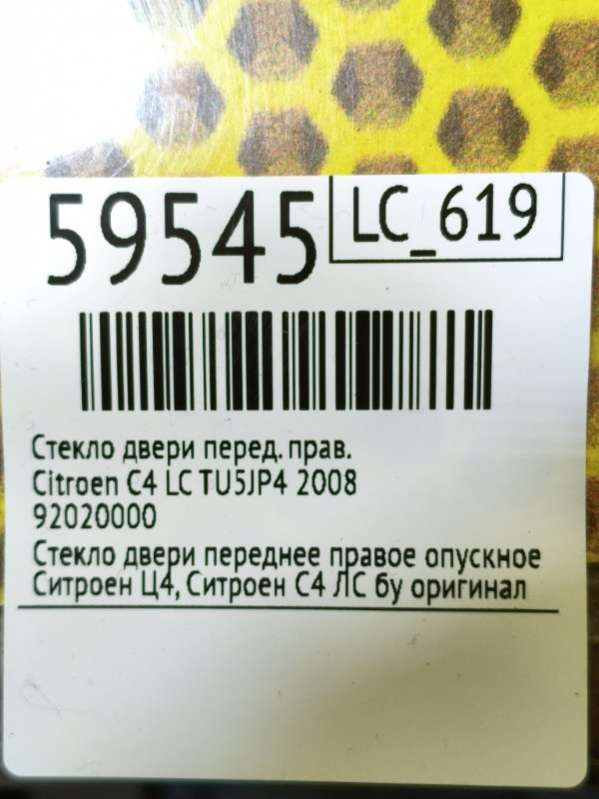 59545
LC_619
Стекло двери перед. прав.
Citroen C4 LC TU5JP4 2008
92020000
Стекло двери переднее правое опускное
Ситроен Ц4, Ситроен С4 ЛС бу оригинал